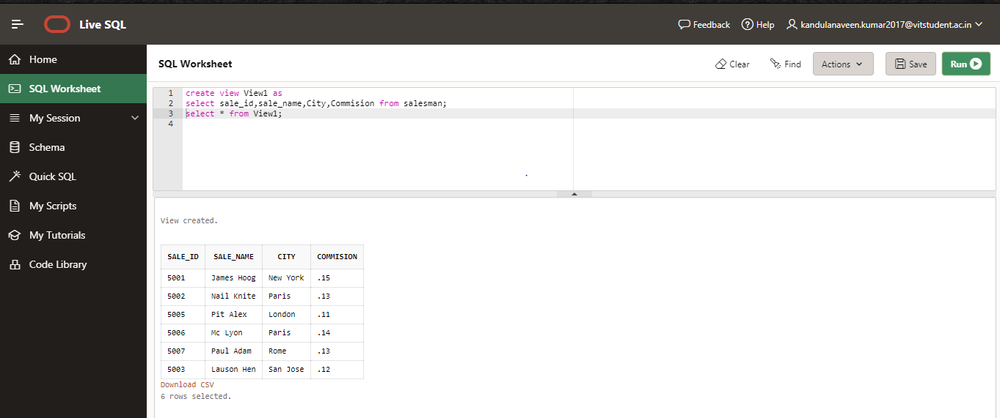 Live SQL
Feedback
Help
kandulanaveen.kumar2017@vitstudent.ac.in
Home
SQL Worksheet
My Session
Schema
Quick SQL
My Scripts
My Tutorials
Code Library
SQL Worksheet
Clear
Find
Actions
Save
Run
1 create view View1 as
2 select sale_id,sale_name,City,Commision from salesman;
3 select * from View1;
4
View created.
SALE_ID SALE_NAME CITY COMMISION
5001 James Hoog New York .15
5002 Nail Knite Paris .13
5005 Pit Alex London .11
5006 Mc Lyon Paris .14
5007 Paul Adam Rome .13
5003 Lauson Hen San Jose .12
Download CSV
6 rows selected.